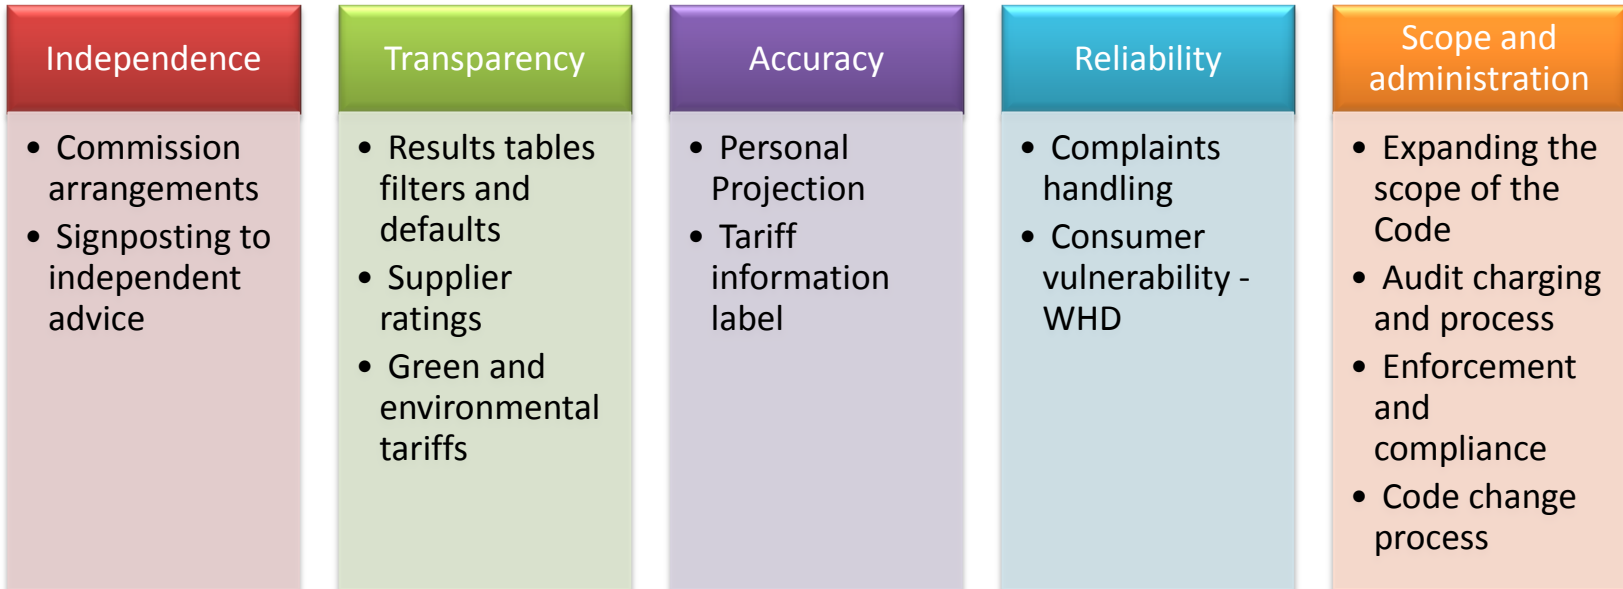 Independence
• Commission
arrangements
• Signposting to
independent
advice
Transparency
• Results tables
filters and
defaults
• Supplier
ratings
• Green and
environmental
tariffs
Accuracy
• Personal
Projection
• Tariff
information
label
Reliability
• Complaints
handling
• Consumer
vulnerability -
WHD
Scope and
administration
• Expanding the
scope of the
Code
• Audit charging
and process
• Enforcement
and
compliance
• Code change
process